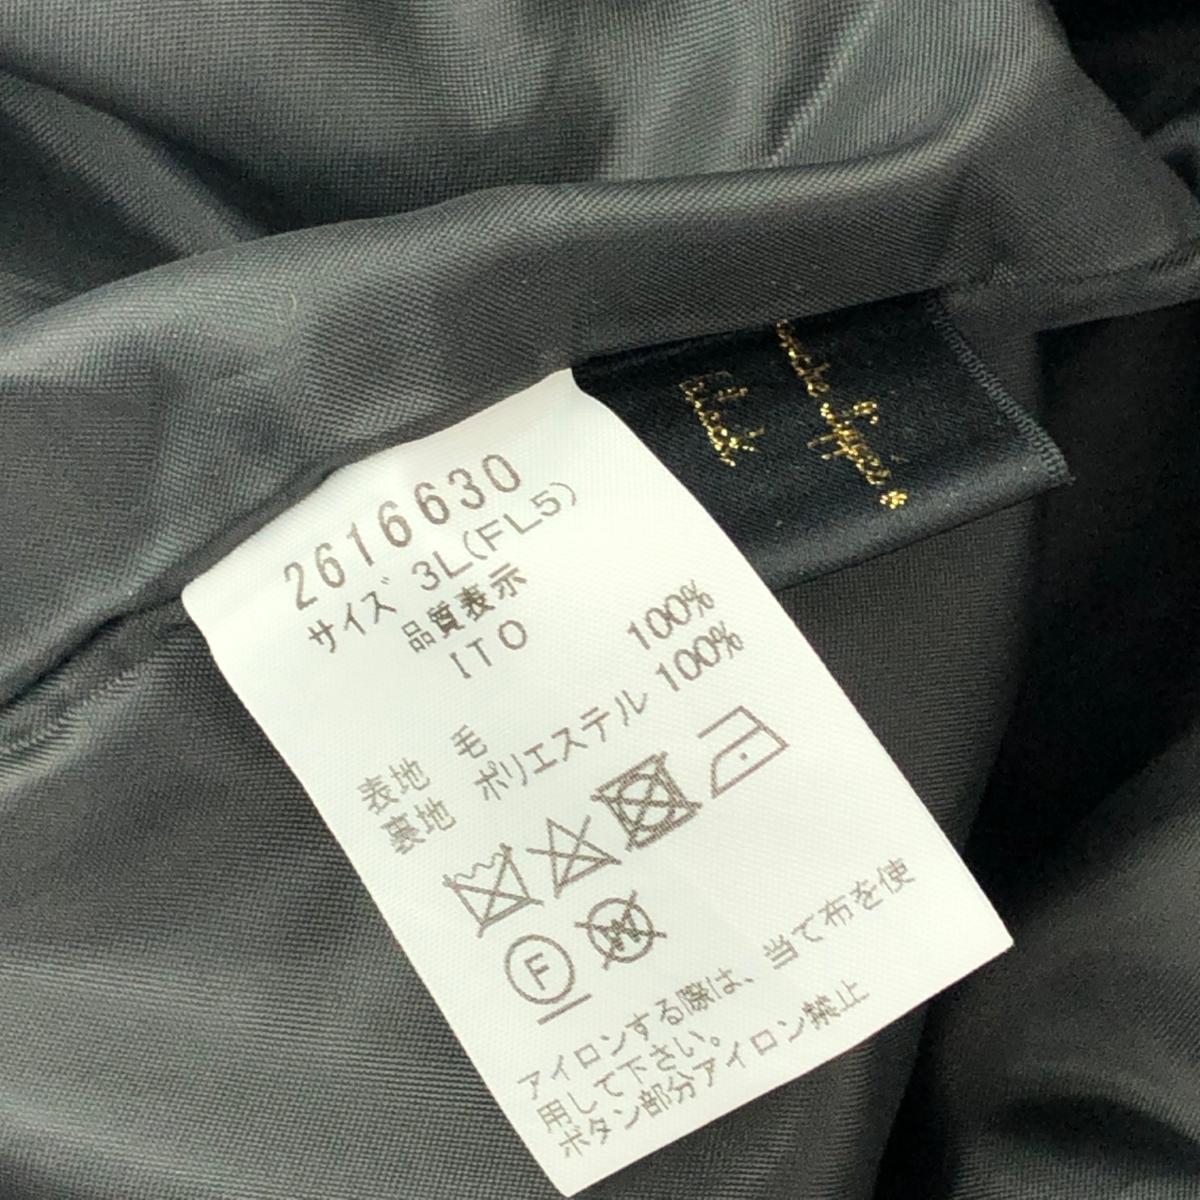 2616630
サイズ 3L(FL5)
品質表示
ITO
表地 毛 100%
裏地 ポリエステル 100%
F
W
アイロンする際は、当て布を使
用して下さい。
ボタン部分アイロン禁止